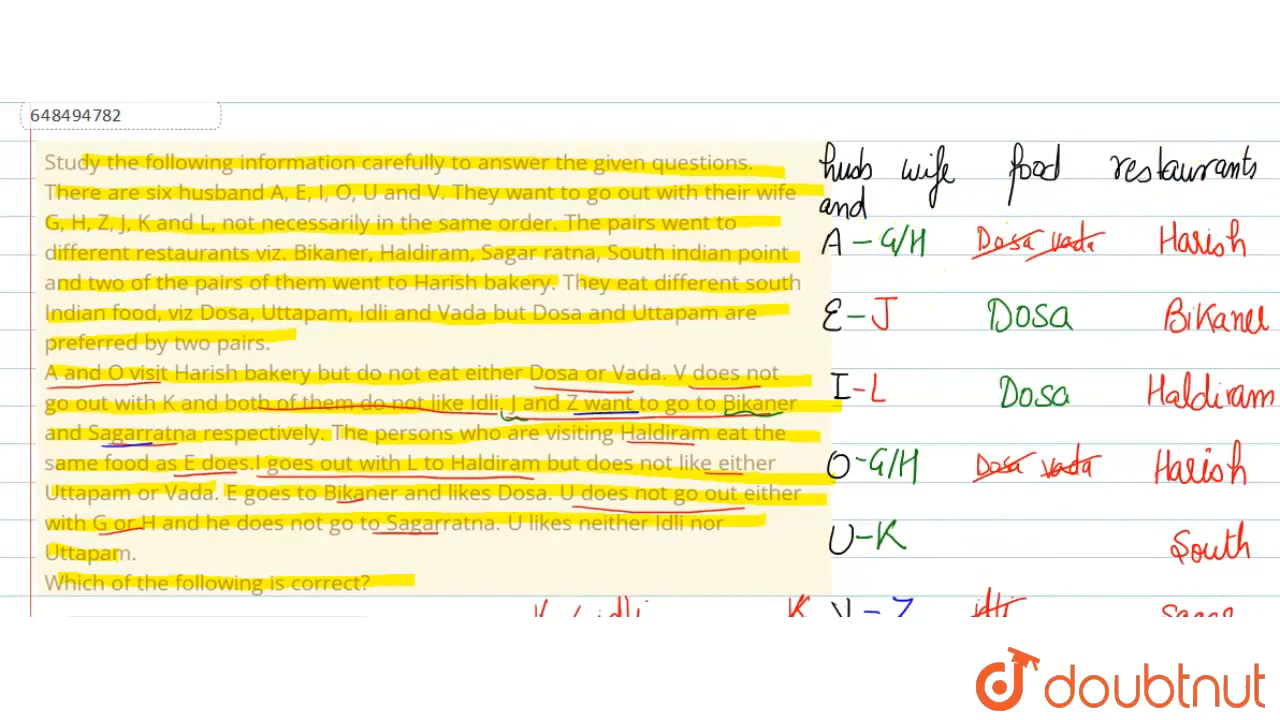 648494782
Study the following information carefully to answer the given questions.
There are six husband A, E, I, O, U and V. They want to go out with their wife
G, H, Z, J, K and L, not necessarily in the same order. The pairs went to
different restaurants viz. Bikaner, Haldiram, Sagar ratna, South indian point
and two of the pairs of them went to Harish bakery. They eat different south
Indian food, viz Dosa, Uttapam, Idli and Vada but Dosa and Uttapam are
preferred by two pairs.
A and O visit Harish bakery but do not eat either Dosa or Vada. V does not
go out with K and both of them do not like Idli. J and Z want to go to Bikaner
and Sagarratna respectively. The persons who are visiting Haldiram eat the
same food as E does.I goes out with L to Haldiram but does not like either
Uttapam or Vada. E goes to Bikaner and likes Dosa. U does not go out either
with G or H and he does not go to Sagarratna. U likes neither Idli nor
Uttapam.
Which of the following is correct?
husb wife food restaurants
and
A - G/H Dosa vada Harish
E - J Dosa Bikaner
I - L Dosa Haldiram
O - G/H Dosa vada Harish
U - K South
K idli K V - Z idli
doubtnut